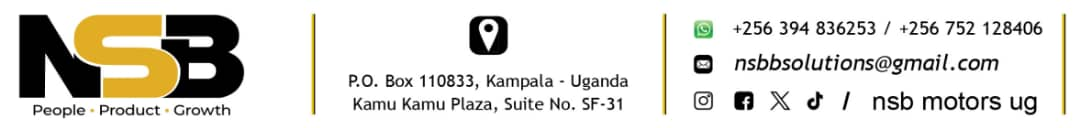 NSB
People • Product • Growth
P.O. Box 110833, Kampala - Uganda
Kamu Kamu Plaza, Suite No. SF-31
+256 394 836253 / +256 752 128406
nsbbsolutions@gmail.com
/ nsb motors ug